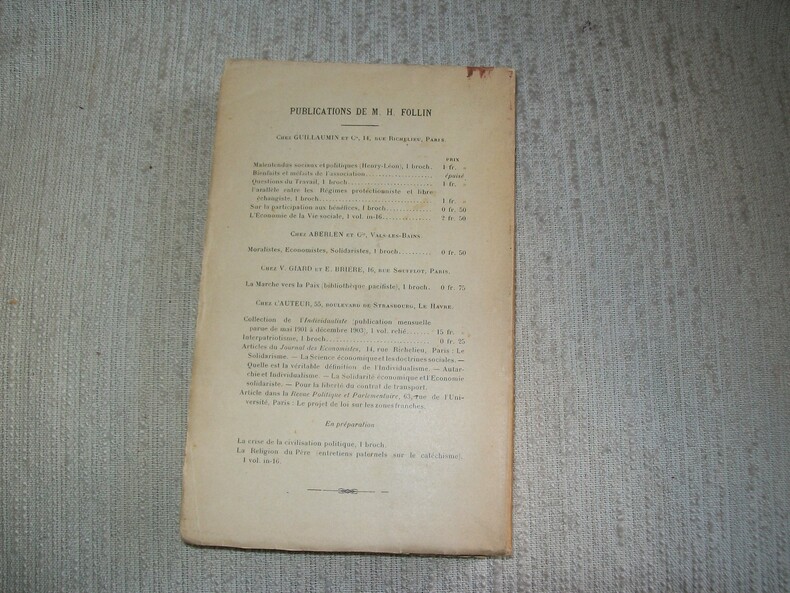 PUBLICATIONS DE M. H. FOLLIN
CHEZ GUILLAUMIN ET Cie, 14, RUE RICHELIEU, PARIS.
PRIX
Malentendus sociaux et politiques (Henry-Léon), 1 broch. 1 fr. »
Bienfaits et méfaits de l'association.................. épuisé
Questions du Travail, 1 broch.................. 1 fr. »
Parallèle entre les Régimes protectionniste et libre-
échangiste, 1 broch.................. 1 fr. »
Sur la participation aux bénéfices, 1 broch............ 0 fr. 50
L'Economie de la Vie sociale, 1 vol. in-16............ 2 fr. 50
CHEZ ABERLEN ET Cie, VALS-LES-BAINS.
Moralistes, Economistes, Solidaristes, 1 broch.......... 0 fr. 50
CHEZ V. GIARD ET E. BRIÈRE, 16, RUE SOUFFLOT, PARIS.
La Marche vers la Paix (bibliothèque pacifiste), 1 broch. 0 fr. 75
CHEZ L'AUTEUR, 55, BOULEVARD DE STRASBOURG, LE HAVRE.
Collection de l'Individualiste (publication mensuelle
parue de mai 1901 à décembre 1903), 1 vol. relié....... 15 fr. »
Interpatriotisme, 1 broch.................. 0 fr. 25
Articles du Journal des Economistes, 14, rue Richelieu, Paris : Le
Solidarisme. — La Science économique et les doctrines sociales. —
Quelle est la véritable définition de l'Individualisme. — Autar-
chie et Individualisme. — La Solidarité économique et l'Economie
solidariste. — Pour la liberté du contrat de transport.
Article dans la Revue Politique et Parlementaire, 63, rue de l'Uni-
versité, Paris : Le projet de loi sur les zones franches.
En préparation
La crise de la civilisation politique, 1 broch.
La Religion du Père (entretiens paternels sur le catéchisme),
1 vol. in-16.